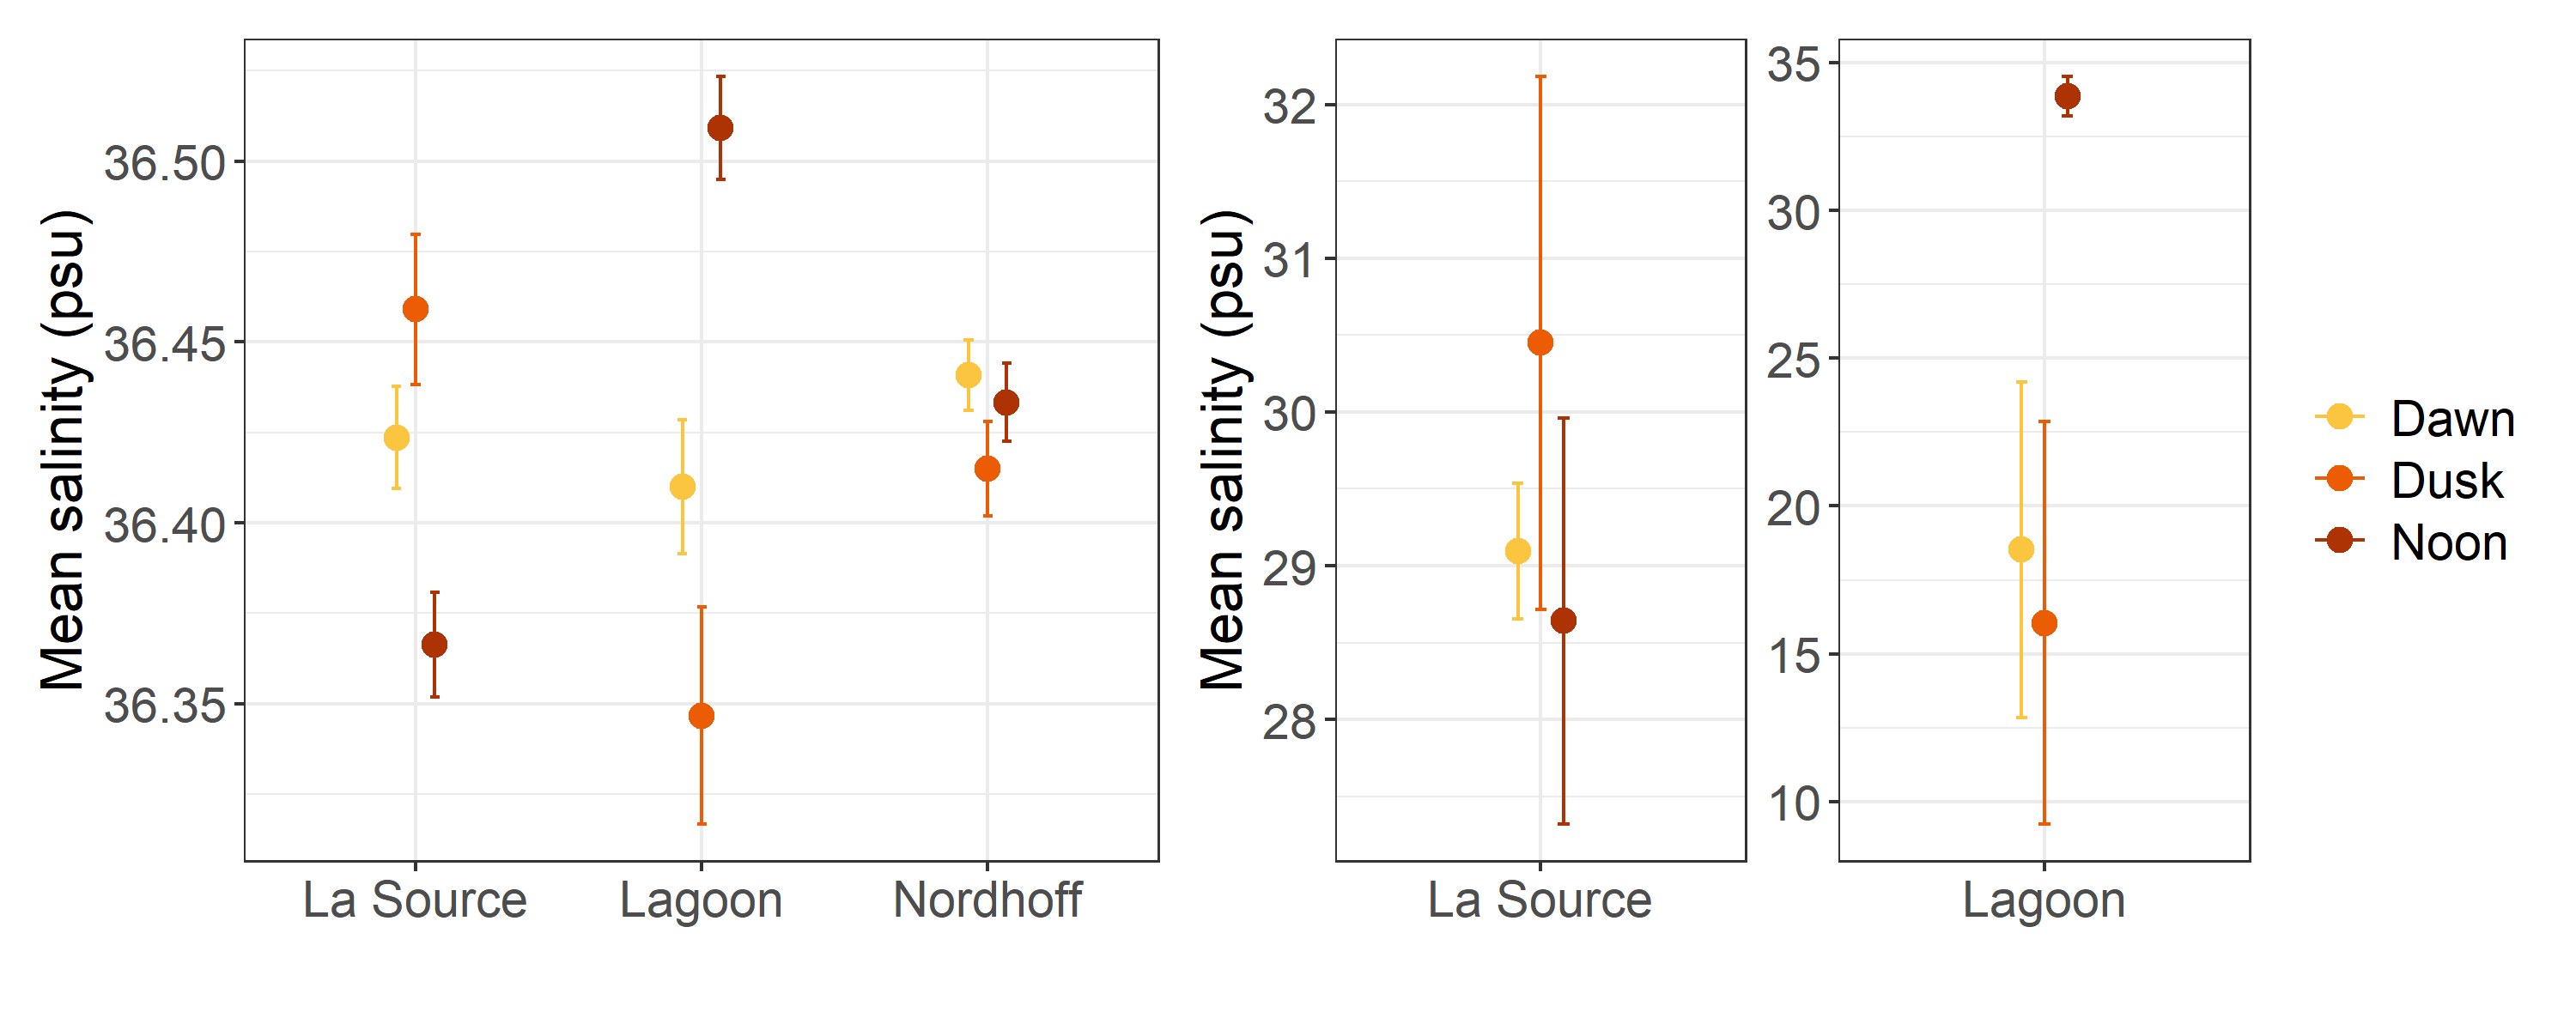 Mean salinity (psu)
36.50
36.45
36.40
36.35
La Source
Lagoon
Nordhoff
Mean salinity (psu)
32
31
30
29
28
La Source
35
30
25
20
15
10
Lagoon
Dawn
Dusk
Noon